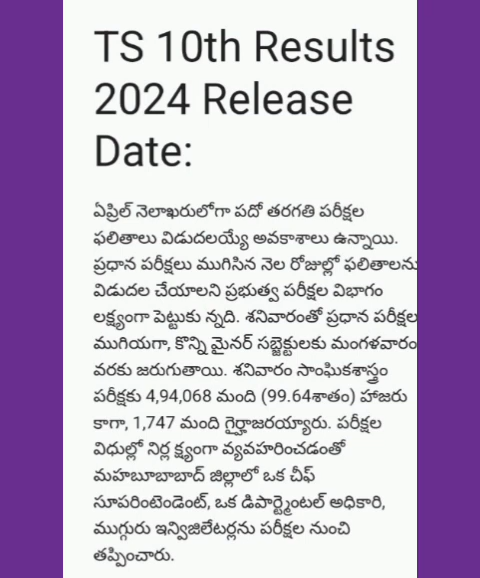 TS 10th Results
2024 Release
Date:
ఏప్రిల్ నెలాఖరులోగా పదో తరగతి పరీక్షల
ఫలితాలు విడుదలయ్యే అవకాశాలు ఉన్నాయి.
ప్రధాన పరీక్షలు ముగిసిన నెల రోజుల్లో ఫలితాలను
విడుదల చేయాలని ప్రభుత్వ పరీక్షల విభాగం
లక్ష్యంగా పెట్టుకు న్నది. శనివారంతో ప్రధాన పరీక్షలు
ముగియగా, కొన్ని మైనర్ సబ్జెక్టులకు మంగళవారం
వరకు జరుగుతాయి. శనివారం సాంఘికశాస్త్రం
పరీక్షకు 4,94,068 మంది (99.64శాతం) హాజరు
కాగా, 1,747 మంది గైర్హాజరయ్యారు. పరీక్షల
విధుల్లో నిర్ల క్ష్యంగా వ్యవహరించడంతో
మహబూబాబాద్ జిల్లాలో ఒక చీఫ్
సూపరింటెండెంట్, ఒక డిపార్ట్మెంటల్ అధికారి,
ముగ్గురు ఇన్విజిలేటర్లను పరీక్షల నుంచి
తప్పించారు.